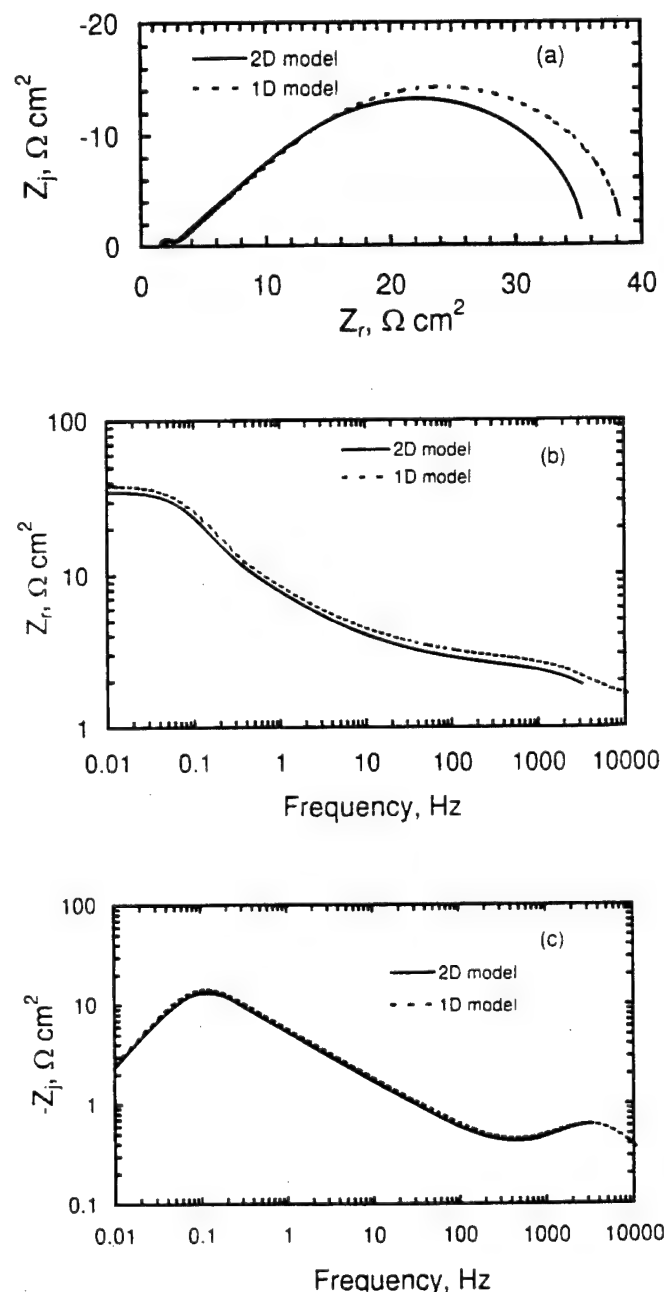 -20
2D model
(a)
1D model
Z_j, Ω cm²
-10
0
0 10 20 30 40
Z_r, Ω cm²
100
2D model
(b)
1D model
Z_r, Ω cm²
10
1
0.01 0.1 1 10 100 1000 10000
Frequency, Hz
100
(c)
2D model
10
1D model
-Z_j, Ω cm²
1
0.1
0.01 0.1 1 10 100 1000 10000
Frequency, Hz